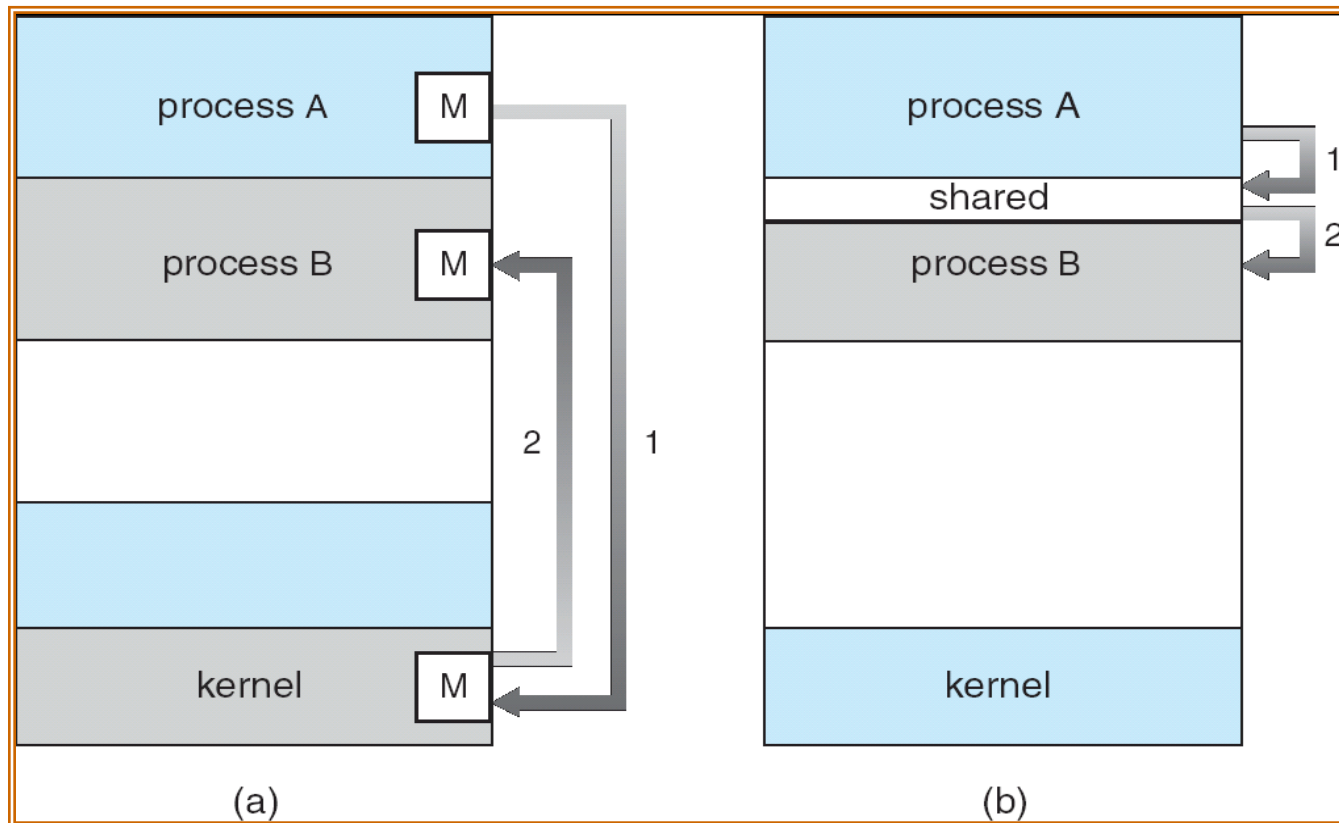 process A
M
process B
M
2
1
kernel
M
(a)
process A
1
shared
2
process B
kernel
(b)